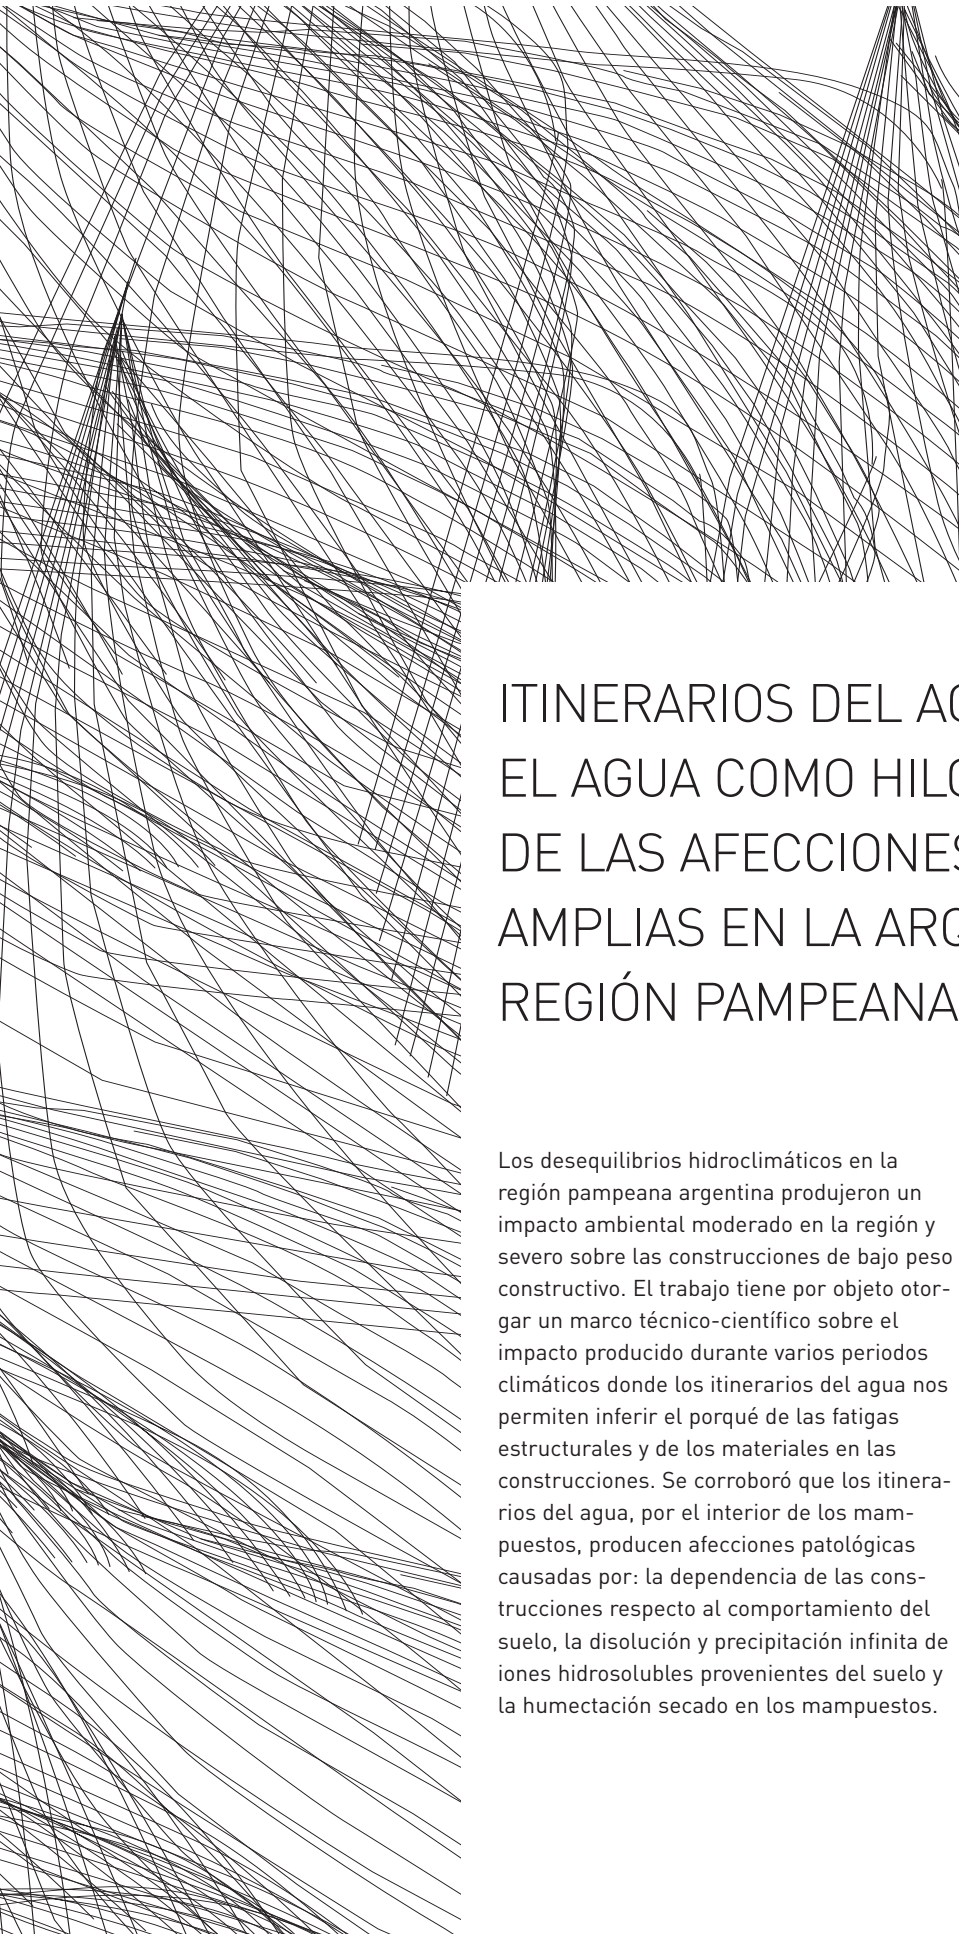 ITINERARIOS DEL
EL AGUA COMO
DE LAS AFECCIONES
AMPLIAS EN LA
REGIÓN PAMPEANA
Los desequilibrios hidroclimáticos en la
región pampeana argentina produjeron un
impacto ambiental moderado en la región y
severo sobre las construcciones de bajo peso
constructivo. El trabajo tiene por objeto otor-
gar un marco técnico-científico sobre el
impacto producido durante varios periodos
climáticos donde los itinerarios del agua nos
permiten inferir el porqué de las fatigas
estructurales y de los materiales en las
construcciones. Se corroboró que los itinera-
rios del agua, por el interior de los mam-
puestos, producen afecciones patológicas
causadas por: la dependencia de las cons-
trucciones respecto al comportamiento del
suelo, la disolución y precipitación infinita de
iones hidrosolubles provenientes del suelo y
la humectación secado en los mampuestos.